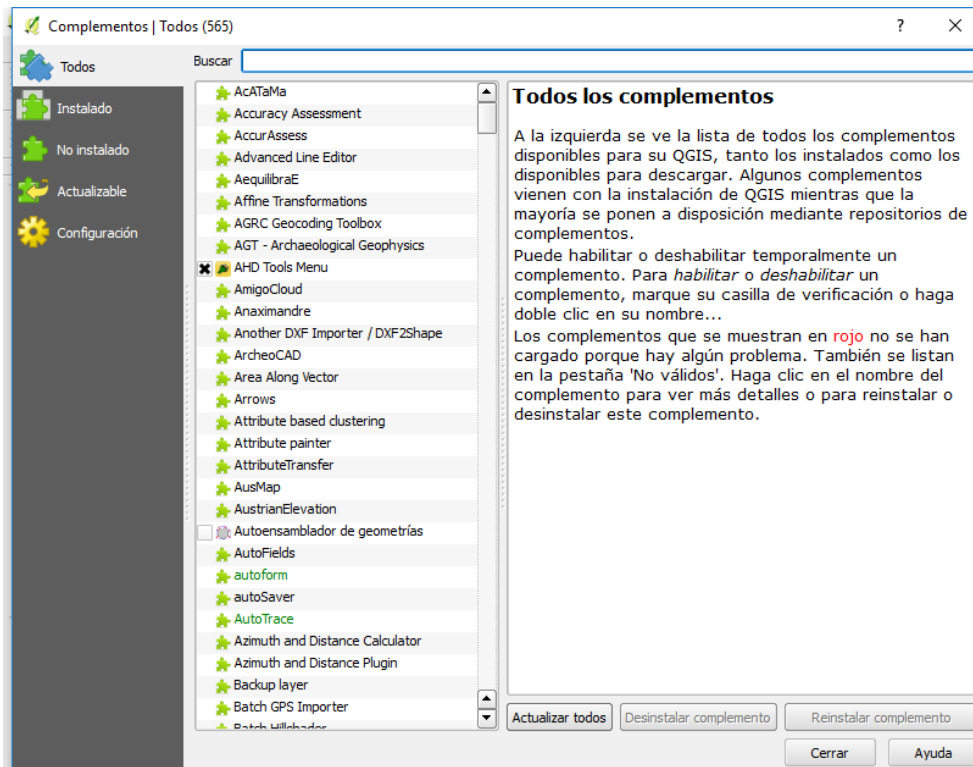 Complementos | Todos (565)
?
Todos
Instalado
No instalado
Actualizable
Configuración
Buscar
AcATaMa
Accuracy Assessment
AccurAssess
Advanced Line Editor
AequilibraE
Affine Transformations
AGRC Geocoding Toolbox
AGT - Archaeological Geophysics
AHD Tools Menu
AmigoCloud
Anaximandre
Another DXF Importer / DXF2Shape
ArcheoCAD
Area Along Vector
Arrows
Attribute based clustering
Attribute painter
AttributeTransfer
AusMap
AustrianElevation
Autoensamblador de geometrías
AutoFields
autoform
autoSaver
AutoTrace
Azimuth and Distance Calculator
Azimuth and Distance Plugin
Backup layer
Batch GPS Importer
Batch Hillshader
Todos los complementos
A la izquierda se ve la lista de todos los complementos
disponibles para su QGIS, tanto los instalados como los
disponibles para descargar. Algunos complementos
vienen con la instalación de QGIS mientras que la
mayoría se ponen a disposición mediante repositorios de
complementos.
Puede habilitar o deshabilitar temporalmente un
complemento. Para habilitar o deshabilitar un
complemento, marque su casilla de verificación o haga
doble clic en su nombre...
Los complementos que se muestran en rojo no se han
cargado porque hay algún problema. También se listan
en la pestaña 'No válidos'. Haga clic en el nombre del
complemento para ver más detalles o para reinstalar o
desinstalar este complemento.
Actualizar todos
Desinstalar complemento
Reinstalar complemento
Cerrar
Ayuda